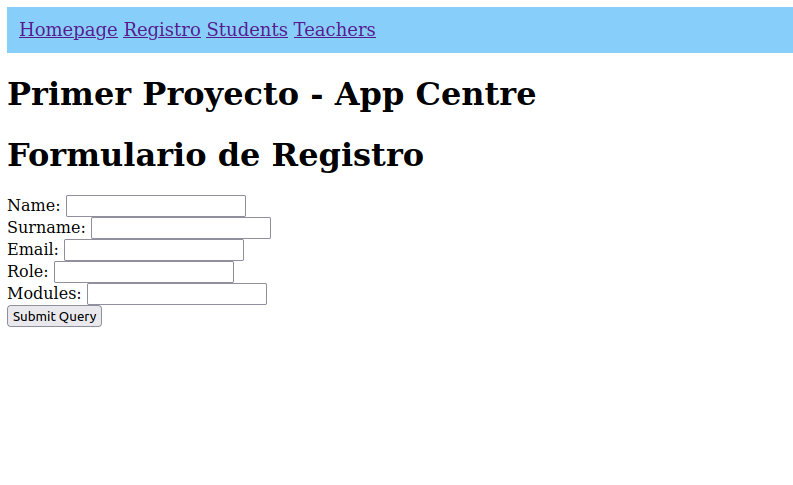 Homepage Registro Students Teachers
Primer Proyecto - App Centre
Formulario de Registro
Name:
Surname:
Email:
Role:
Modules:
Submit Query